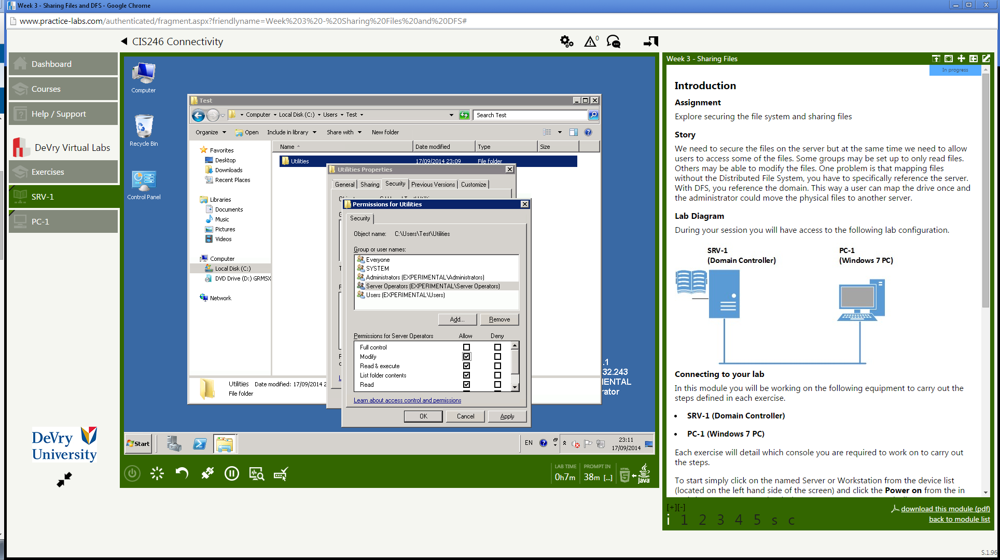 Week 3 - Sharing Files and DFS - Google Chrome
www.practice-labs.com/authenticated/fragment.aspx?friendlyname=Week%203%20-%20Sharing%20Files%20and%20DFS#
CIS246 Connectivity
0
Dashboard
Courses
Help / Support
DeVry Virtual Labs
Exercises
SRV-1
PC-1
DeVry
University
Computer
Recycle Bin
Control Panel
Test
Computer
Local Disk (C:)
Users
Test
Search Test
Organize
Open
Include in library
Share with
New folder
Favorites
Desktop
Downloads
Recent Places
Libraries
Documents
Music
Pictures
Videos
Computer
Local Disk (C:)
DVD Drive (D:) GRMSX
Network
Name
Date modified
Type
Size
Utilities
17/09/2014 23:09
File folder
Utilities Properties
General
Sharing
Security
Previous Versions
Customize
Permissions for Utilities
Security
Object name: C:\Users\Test\Utilities
Group or user names:
Everyone
SYSTEM
Administrators (EXPERIMENTAL\Administrators)
Server Operators (EXPERIMENTAL\Server Operators)
Users (EXPERIMENTAL\Users)
Add...
Remove
Permissions for Server Operators Allow Deny
Full control
Modify
Read & execute
List folder contents
Read
Learn about access control and permissions
OK
Cancel
Apply
Utilities Date modified: 17/09/2014 2
File folder
.1
32.243
MENTAL
rator
Start
EN
23:11
17/09/2014
LAB TIME
0h7m
PROMPT IN
38m [...]
HTML
5
Java
Week 3 - Sharing Files
In progress
Introduction
Assignment
Explore securing the file system and sharing files
Story
We need to secure the files on the server but at the same time we need to allow
users to access some of the files. Some groups may be set up to only read files.
Others may be able to modify the files. One problem is that mapping files
without the Distributed File System, you have to specifically reference the server.
With DFS, you reference the domain. This way a user can map the drive once and
the administrator could move the physical files to another server.
Lab Diagram
During your session you will have access to the following lab configuration.
SRV-1
(Domain Controller)
PC-1
(Windows 7 PC)
Connecting to your lab
In this module you will be working on the following equipment to carry out the
steps defined in each exercise.
• SRV-1 (Domain Controller)
• PC-1 (Windows 7 PC)
Each exercise will detail which console you are required to work on to carry out
the steps.
To start simply click on the named Server or Workstation from the device list
(located on the left hand side of the screen) and click the Power on from the in
[+][-]
i 1 2 3 4 5 s c
download this module (pdf)
back to module list
S.1.96